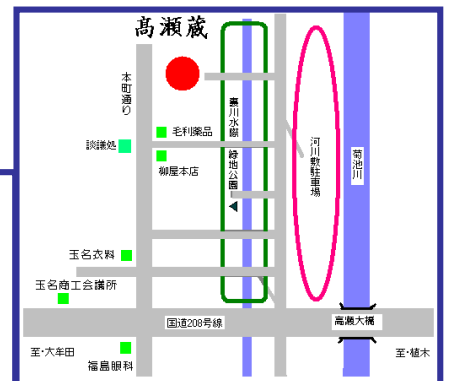 髙瀬蔵
本町通り
裏川水際
緑地公園
河川敷駐車場
菊池川
毛利薬品
談議処
柳屋本店
玉名衣料
玉名商工会議所
国道208号線
高瀬大橋
至・大牟田
至・植木
福島眼科